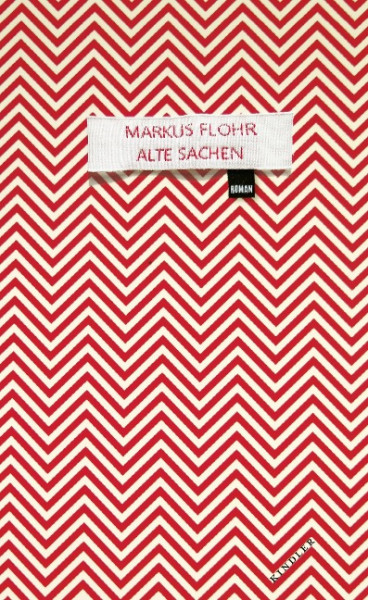 MARKUS FLOHR
ALTE SACHEN
ROMAN
KINDLER